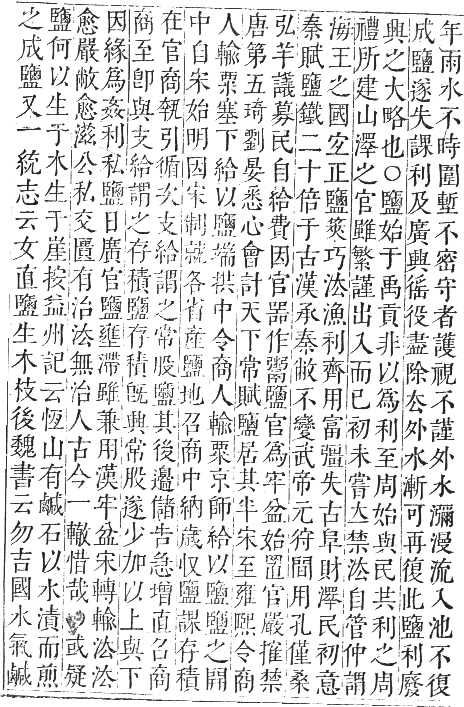 年雨水不時圍塹不密守者護視不謹外水瀰漫流入池不復
成鹽遂失課利及廣興徭役盡除厺外水漸可再復此鹽利廢
興之大略也○鹽始于禹貢非以爲利至周始與民共利之周
禮所建山澤之官雖繁謹出入而已初未嘗立禁法自管仲謂
海王之國宐正鹽筴巧法漁利齊用富彊失古阜財澤民初意
秦賦鹽鐵二十倍于古漢承秦敝不變武帝元狩間用孔僅桑
弘羊議募民自給費因官器作鬻鹽官爲牢盆始置官嚴搉禁
唐第五琦劉晏悉心會計天下常賦鹽居其半宋至雍熙令商
人輸粟塞下給以鹽端拱中令商人輸粟京師給以鹽鹽之開
中自宋始明因宋制就各省産鹽地召商中納歲収鹽課存積
在官商執引循次支給謂之常股鹽其後邊儲告急增直召商
商至卽與支給謂之存積鹽存積旣興常股遂少加以上與下
因緣爲姦利私鹽日廣官鹽壅滯雖兼用漢牢盆宋轉輸法法
愈嚴敝愈滋公私交匱有治法無治人古今一轍惜哉 或疑
鹽何以生于水生于崖按益州記云恆山有鹹石以水漬而煎
之成鹽又一統志云女直鹽生木枝後魏書云勿吉國水氣鹹